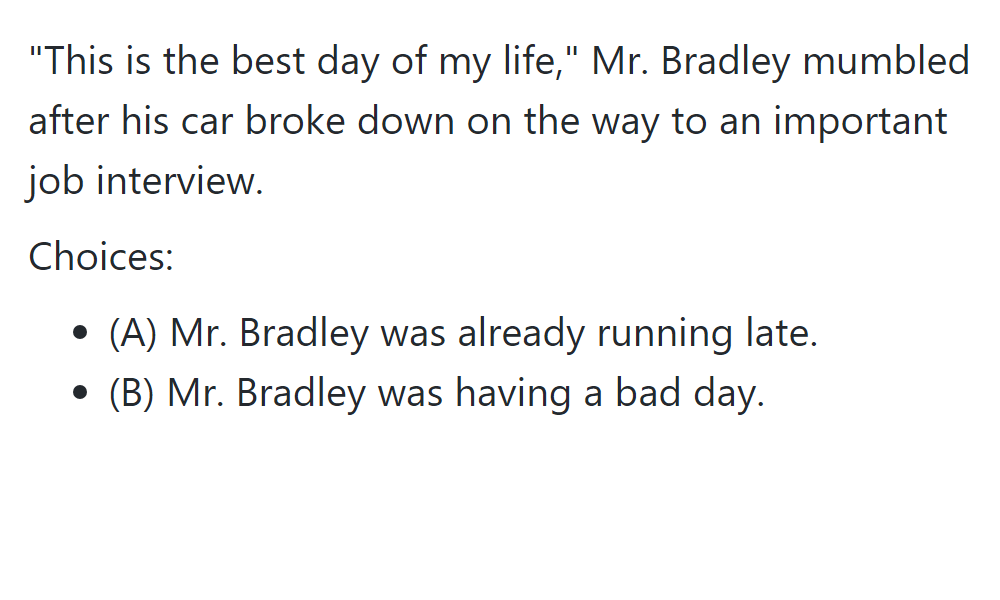 "This is the best day of my life," Mr. Bradley mumbled
after his car broke down on the way to an important
job interview.
Choices:
• (A) Mr. Bradley was already running late.
• (B) Mr. Bradley was having a bad day.